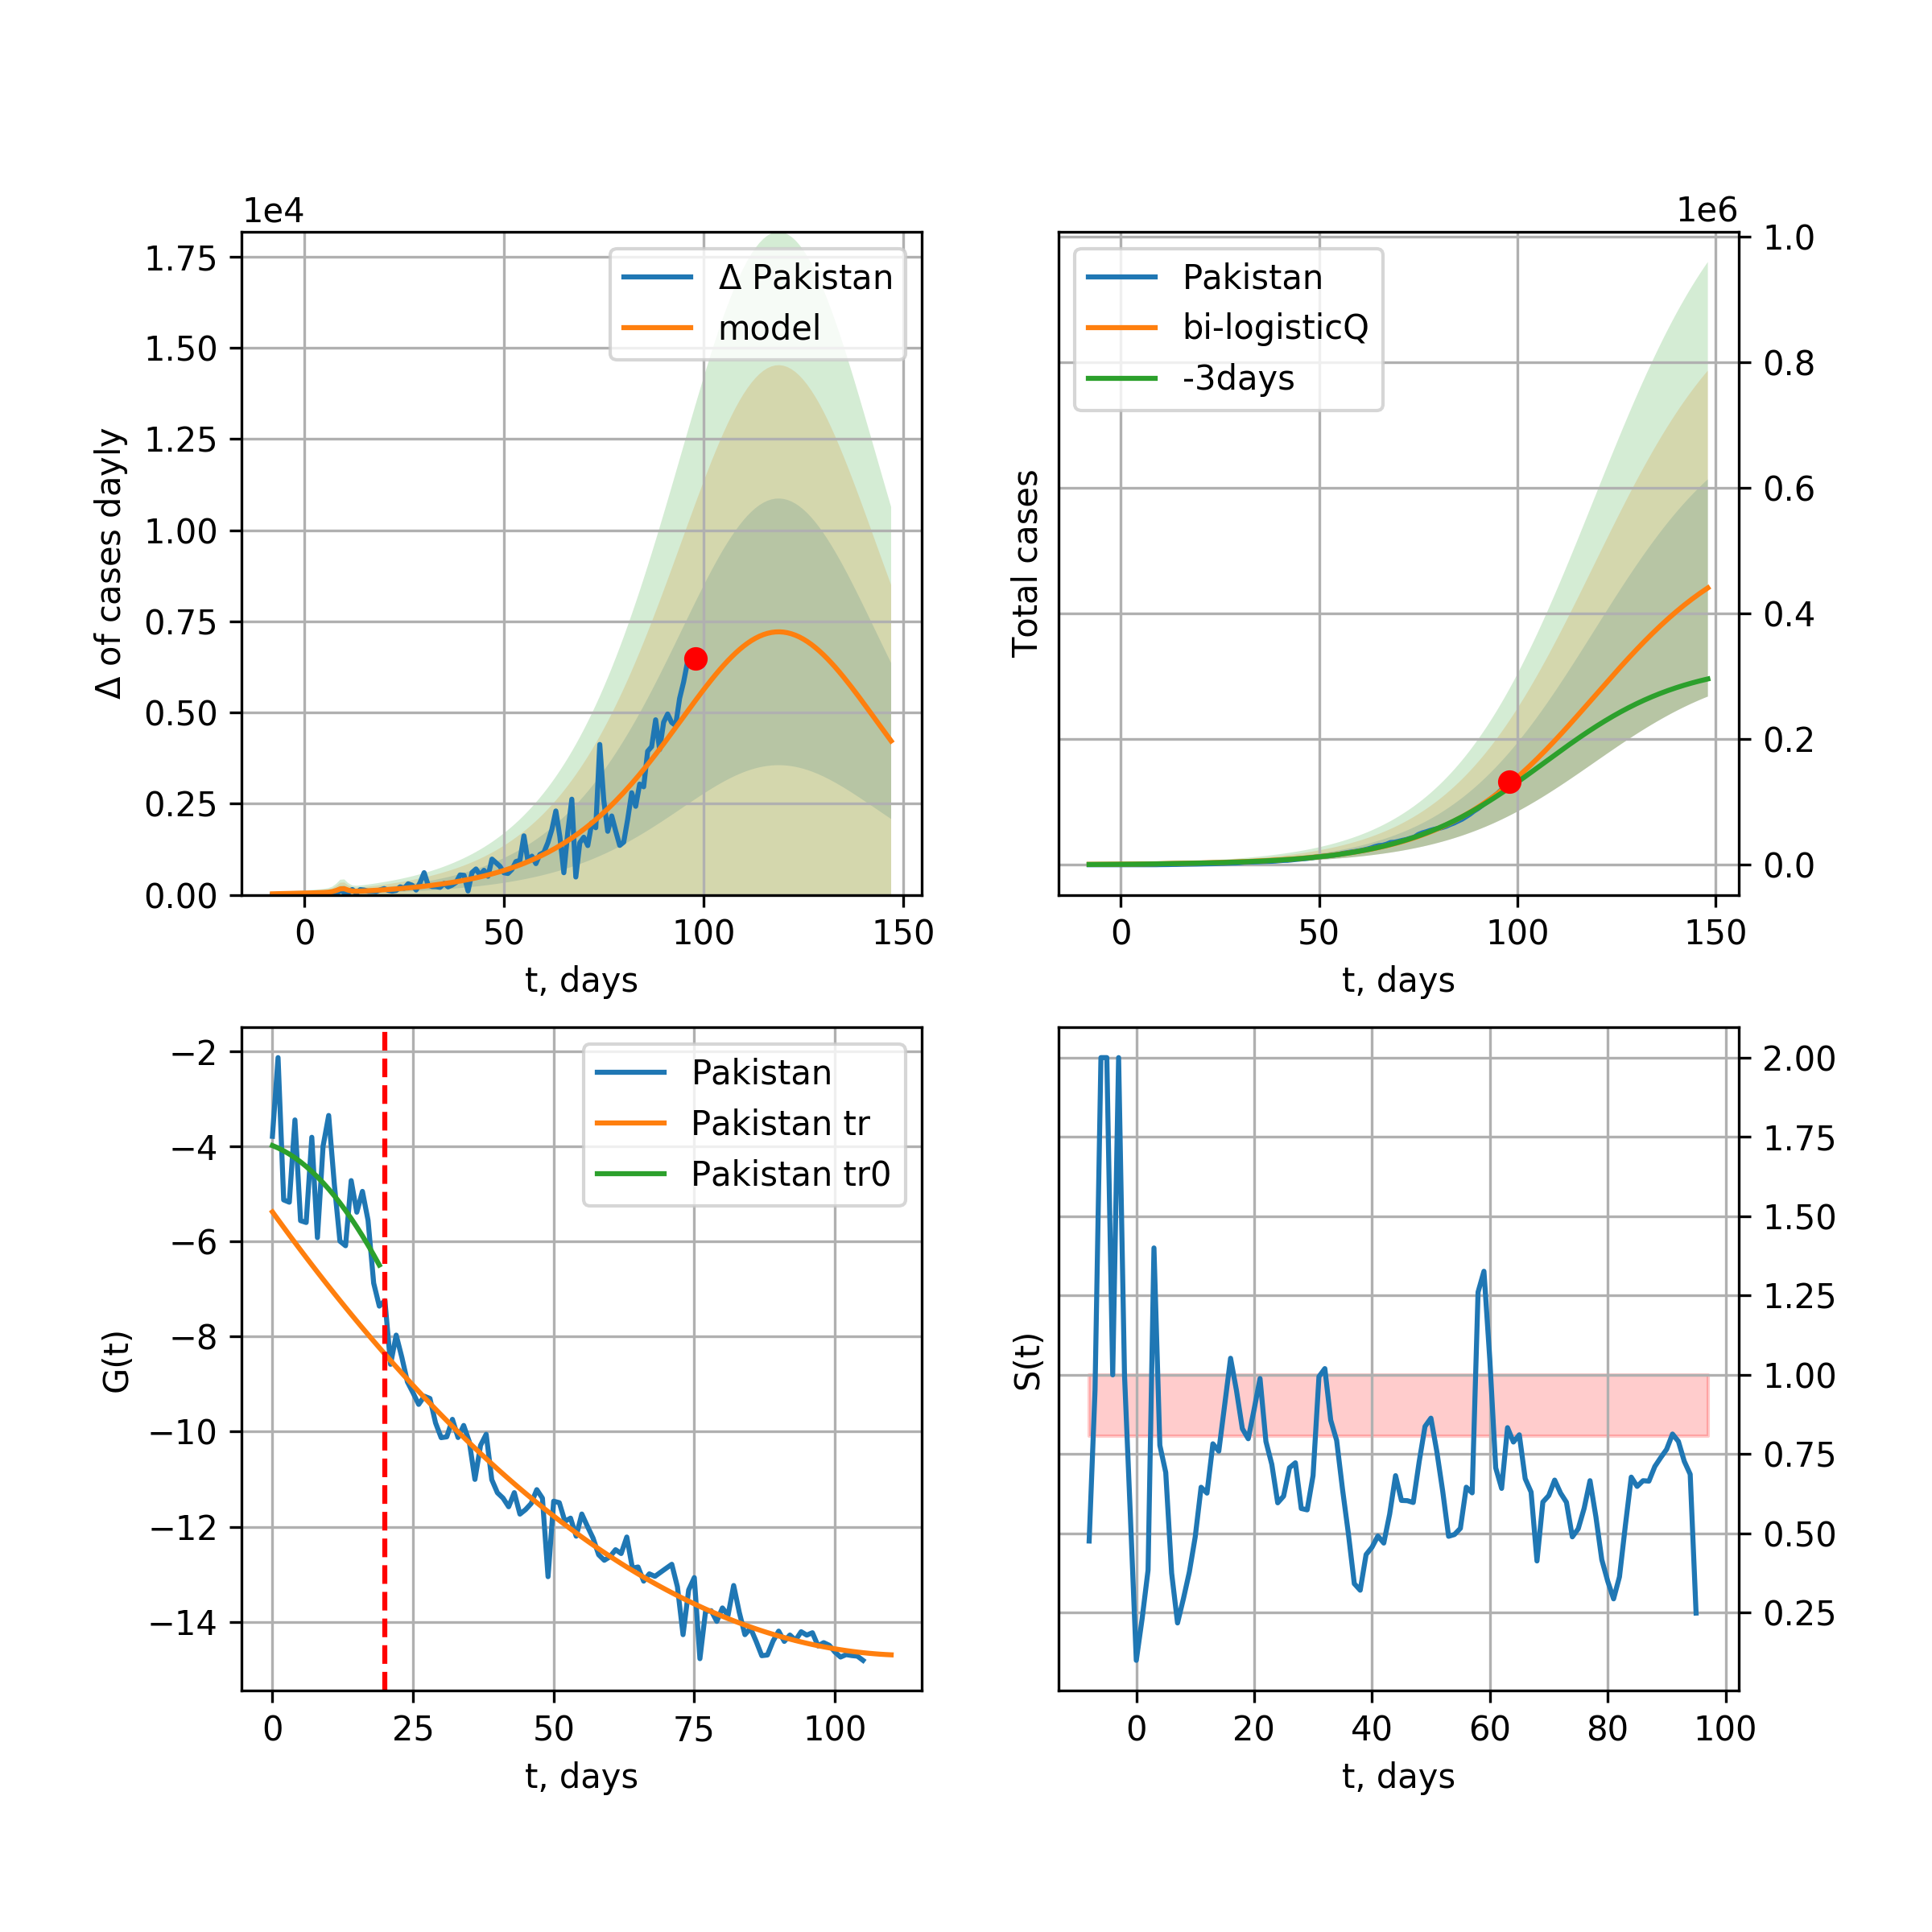 1e4
1.75
1.50
1.25
1.00
0.75
0.50
0.25
0.00
Δ of cases dayly
Δ Pakistan
model
0 50 100 150
t, days
1e6
1.0
0.8
0.6
0.4
0.2
0.0
Total cases
Pakistan
bi-logisticQ
-3days
0 50 100 150
t, days
−2
−4
−6
−8
−10
−12
−14
G(t)
Pakistan
Pakistan tr
Pakistan tr0
0 25 50 75 100
t, days
2.00
1.75
1.50
1.25
1.00
0.75
0.50
0.25
S(t)
0 20 40 60 80 100
t, days